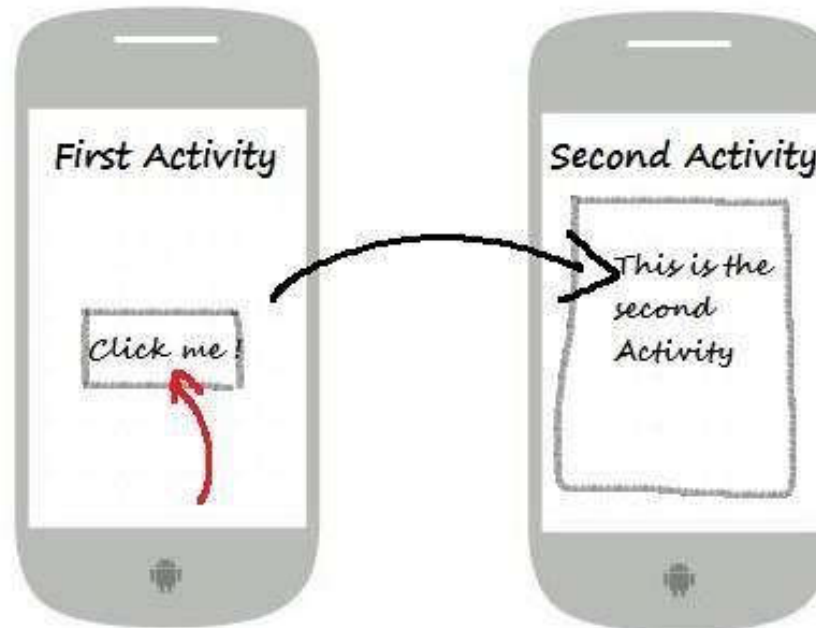 First Activity
Click me !
Second Activity
This is the
second
Activity